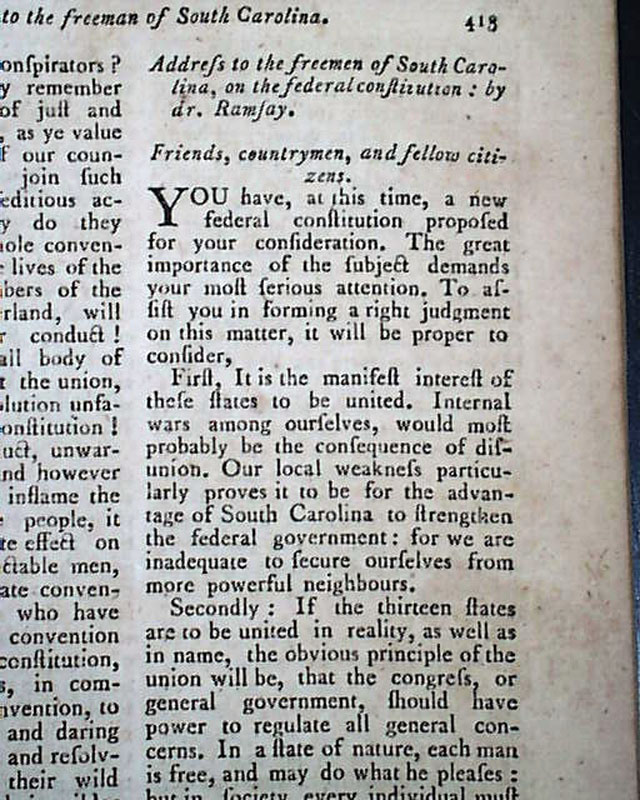 to the freeman of South Carolina. 413
onſpirators ?
y remember
of juſt and
, as ye value
f our coun-
join ſuch
editious ac-
y do they
hole conven-
lives of the
bers of the
rland, will
r conduct !
all body of
t the union,
lution unfa-
onſtitution !
uct, unwar-
nd however
inflame the
people, it
te effect on
ctable men,
ate conven-
who have
convention
conſtitution,
s, in com-
nvention, to
and daring
and reſolv-
their wild
Addreſs to the freemen of South Caro-
lina, on the federal conſtitution : by
dr. Ramſay.
Friends, countrymen, and fellow citi-
zens.
YOU have, at this time, a new
federal conſtitution propoſed
for your conſideration. The great
importance of the ſubject demands
your moſt ſerious attention. To aſ-
ſiſt you in forming a right judgment
on this matter, it will be proper to
conſider,
Firſt, It is the manifeſt intereſt of
theſe ſtates to be united. Internal
wars among ourſelves, would moſt
probably be the conſequence of diſ-
union. Our local weakneſs particu-
larly proves it to be for the advan-
tage of South Carolina to ſtrengthen
the federal government: for we are
inadequate to ſecure ourſelves from
more powerful neighbours.
Secondly : If the thirteen ſtates
are to be united in reality, as well as
in name, the obvious principle of the
union will be, that the congreſs, or
general government, ſhould have
power to regulate all general con-
cerns. In a ſtate of nature, each man
is free, and may do what he pleaſes :
but in ſociety, every individual muſt